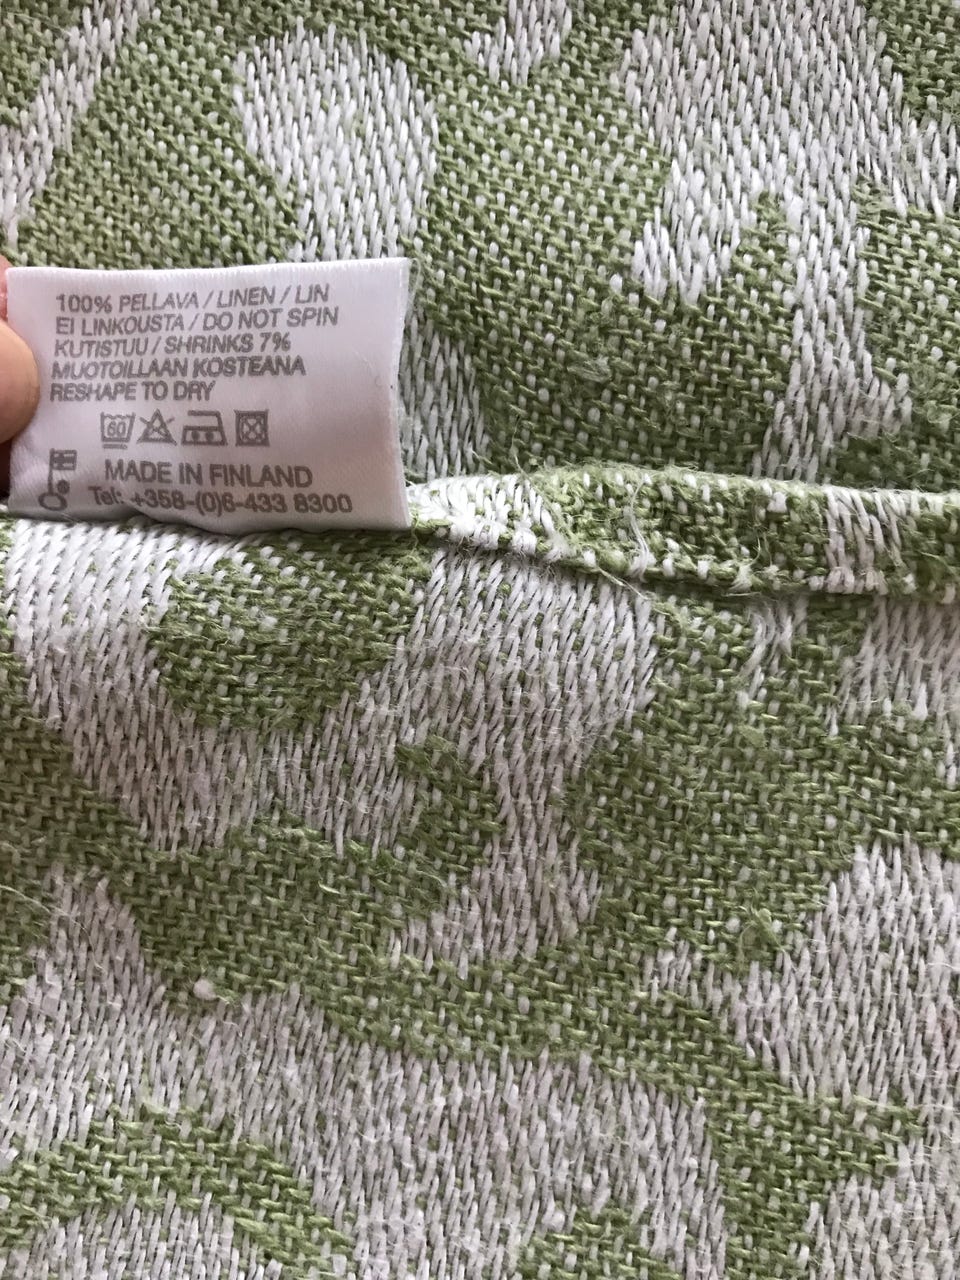 100% PELLAVA / LINEN / LIN
EI LINKOUSTA / DO NOT SPIN
KUTISTUU / SHRINKS 7%
MUOTOILLAAN KOSTEANA
RESHAPE TO DRY
60
MADE IN FINLAND
Tel: +358-(0)6-433 8300